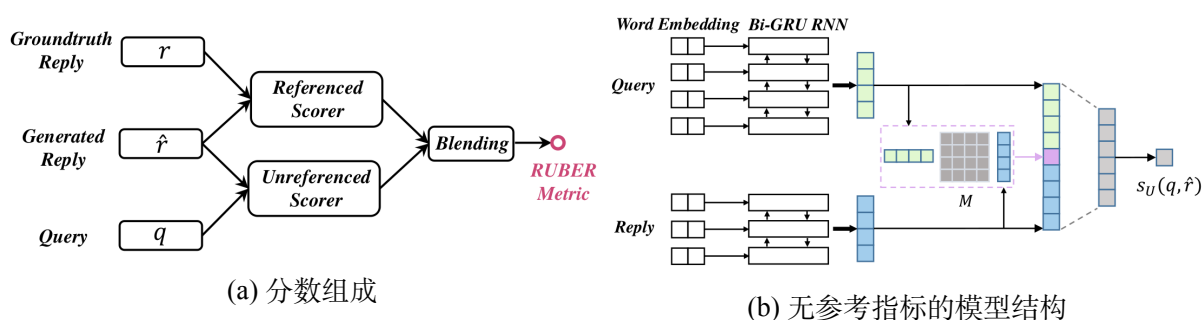 Groundtruth
Reply
r
Referenced
Scorer
Generated
Reply
r̂
Blending
RUBER
Metric
Unreferenced
Scorer
Query
q
(a) 分数组成
Word Embedding Bi-GRU RNN
Query
M
s_U(q, r̂)
Reply
(b) 无参考指标的模型结构